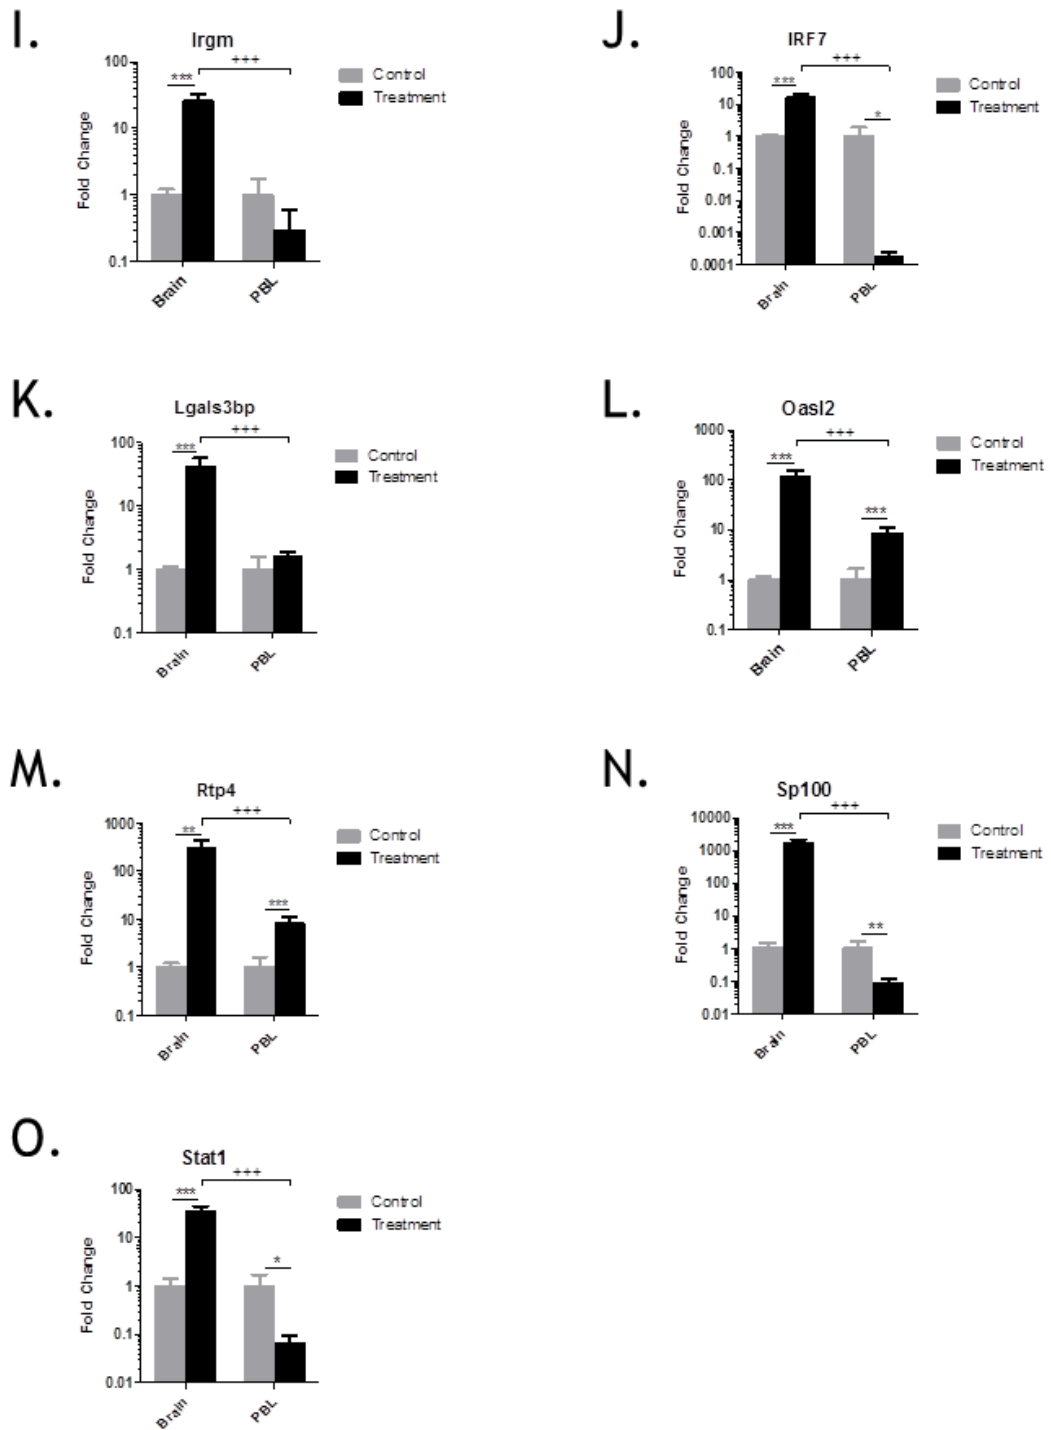 I.
Irgm
+++
***
100
10
1
0.1
Fold Change
Brain
PBL
Control
Treatment
J.
IRF7
+++
***
*
100
10
1
0.1
0.01
0.001
0.0001
Fold Change
Brain
PBL
Control
Treatment
K.
Lgals3bp
+++
***
100
10
1
0.1
Fold Change
Brain
PBL
Control
Treatment
L.
Oasl2
+++
***
***
1000
100
10
1
0.1
Fold Change
Brain
PBL
Control
Treatment
M.
Rtp4
+++
**
***
1000
100
10
1
0.1
Fold Change
Brain
PBL
Control
Treatment
N.
Sp100
+++
***
**
10000
1000
100
10
1
0.1
0.01
Fold Change
Brain
PBL
Control
Treatment
O.
Stat1
+++
***
*
100
10
1
0.1
0.01
Fold Change
Brain
PBL
Control
Treatment